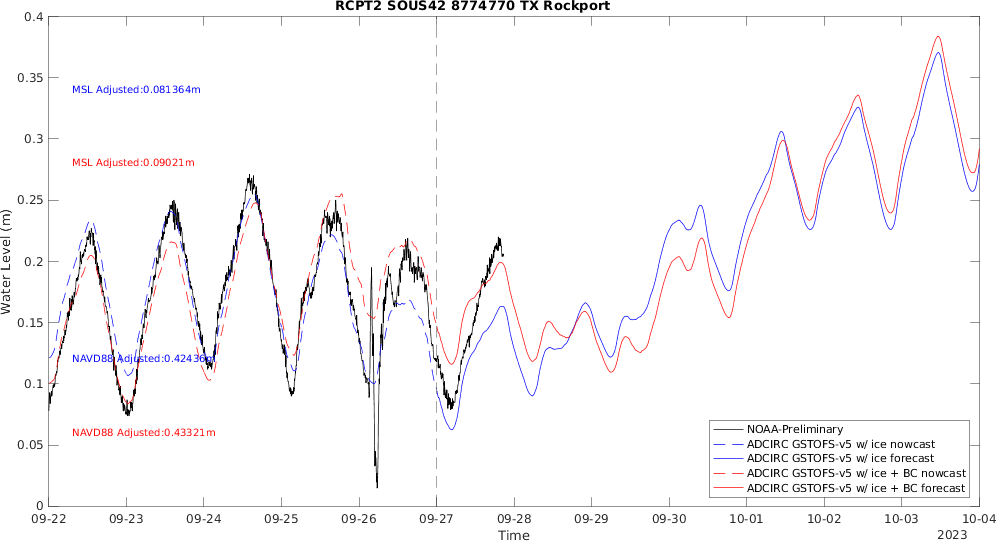 RCPT2 SOUS42 8774770 TX Rockport
0.4
0.35
0.3
0.25
0.2
0.15
0.1
0.05
0
Water Level (m)
MSL Adjusted:0.081364m
MSL Adjusted:0.09021m
NAVD88 Adjusted:0.42436m
NAVD88 Adjusted:0.43321m
NOAA-Preliminary
ADCIRC GSTOFS-v5 w/ ice nowcast
ADCIRC GSTOFS-v5 w/ ice forecast
ADCIRC GSTOFS-v5 w/ ice + BC nowcast
ADCIRC GSTOFS-v5 w/ ice + BC forecast
09-22 09-23 09-24 09-25 09-26 09-27 09-28 09-29 09-30 10-01 10-02 10-03 10-04
Time
2023